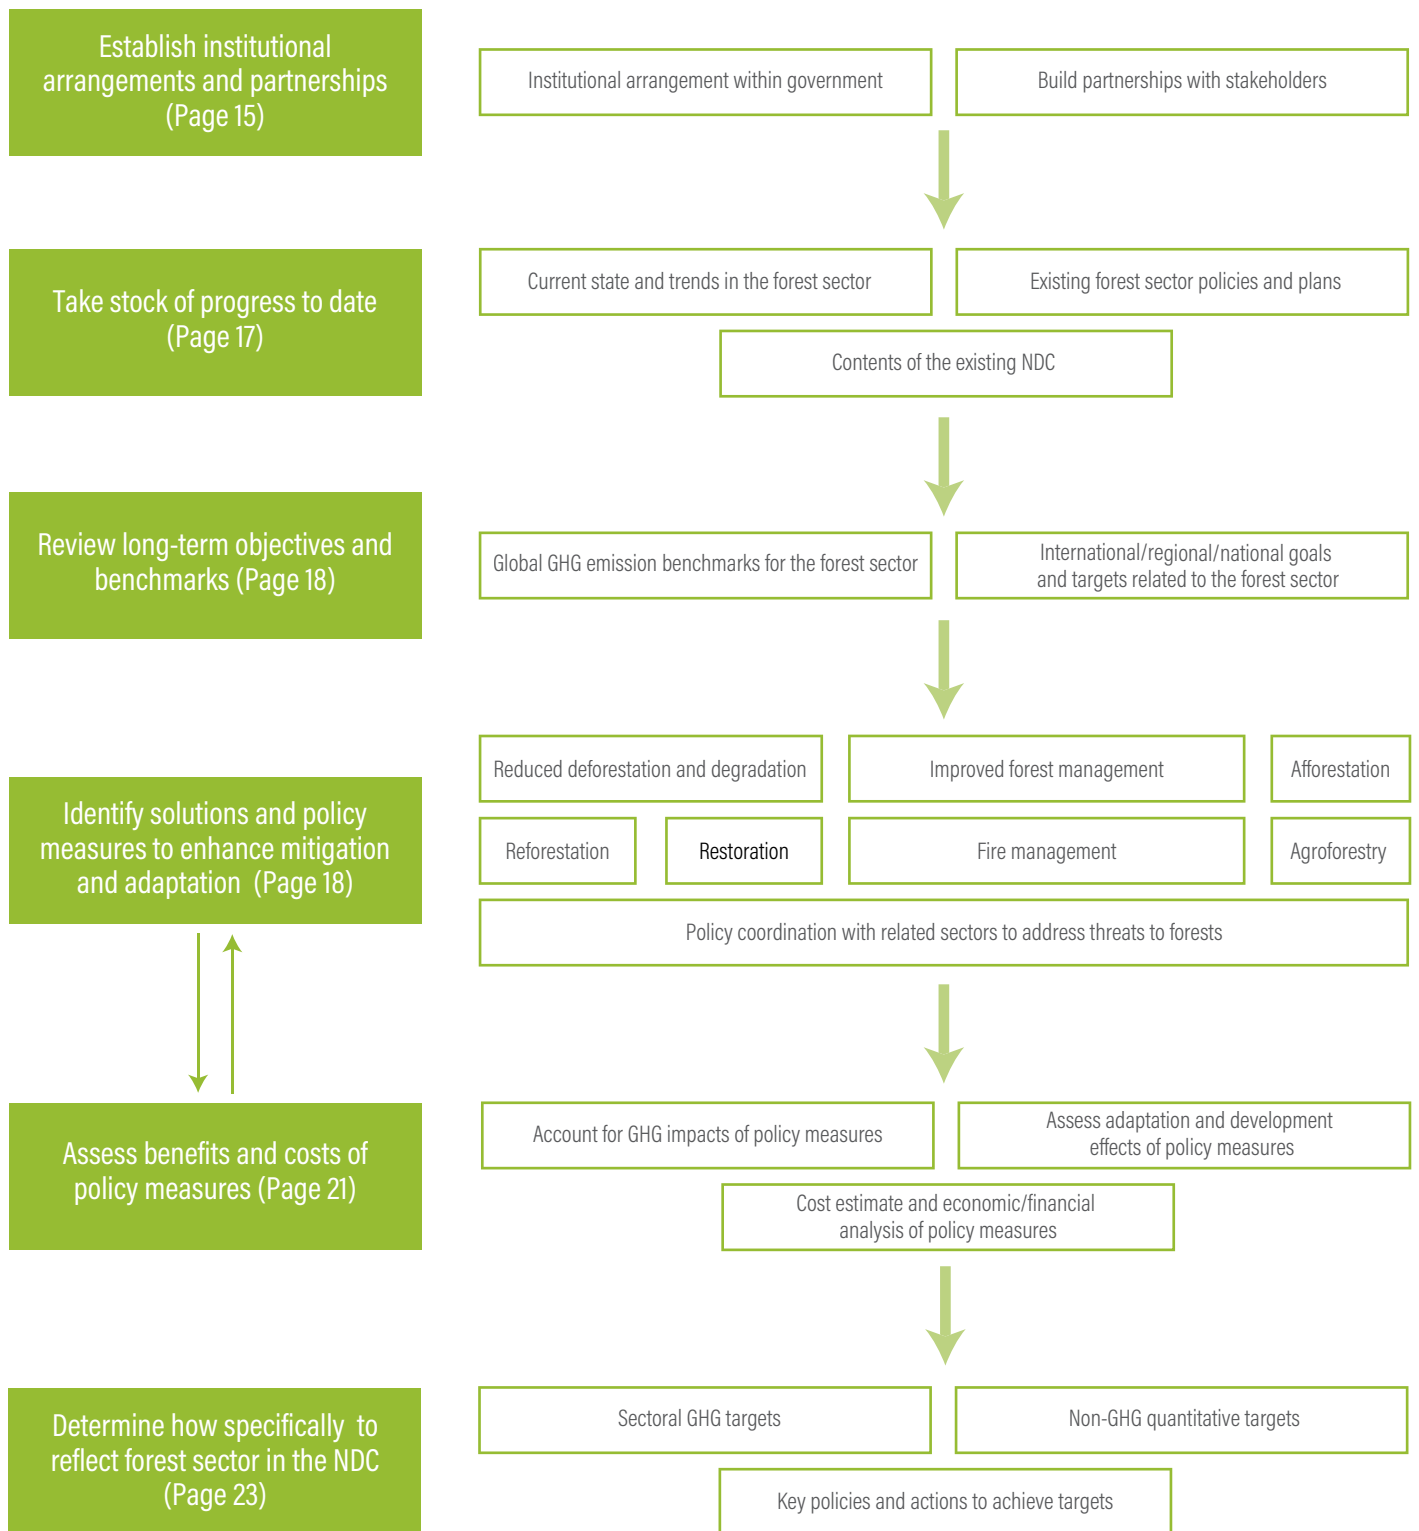 Establish institutional
arrangements and partnerships
(Page 15)
Institutional arrangement within government
Build partnerships with stakeholders
Take stock of progress to date
(Page 17)
Current state and trends in the forest sector
Existing forest sector policies and plans
Contents of the existing NDC
Review long-term objectives and
benchmarks (Page 18)
Global GHG emission benchmarks for the forest sector
International/regional/national goals
and targets related to the forest sector
Identify solutions and policy
measures to enhance mitigation
and adaptation (Page 18)
Reduced deforestation and degradation
Improved forest management
Afforestation
Reforestation
Restoration
Fire management
Agroforestry
Policy coordination with related sectors to address threats to forests
Assess benefits and costs of
policy measures (Page 21)
Account for GHG impacts of policy measures
Assess adaptation and development
effects of policy measures
Cost estimate and economic/financial
analysis of policy measures
Determine how specifically to
reflect forest sector in the NDC
(Page 23)
Sectoral GHG targets
Non-GHG quantitative targets
Key policies and actions to achieve targets